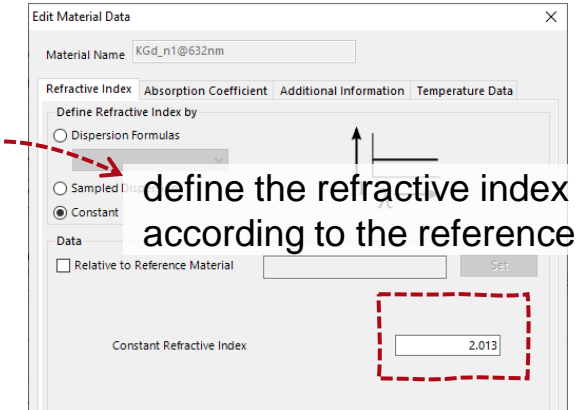 Edit Material Data
Material Name KGd_n1@632nm
Refractive Index Absorption Coefficient Additional Information Temperature Data
Define Refractive Index by
Dispersion Formulas
Sampled
define the refractive index
Constant
according to the reference
Data
Relative to Reference Material Set
Constant Refractive Index 2.013